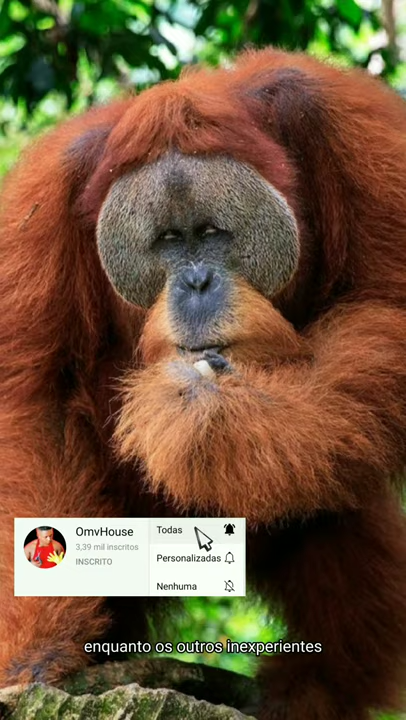 OmvHouse
3,39 mil inscritos
INSCRITO
Todas
Personalizadas
Nenhuma
enquanto os outros inexperientes